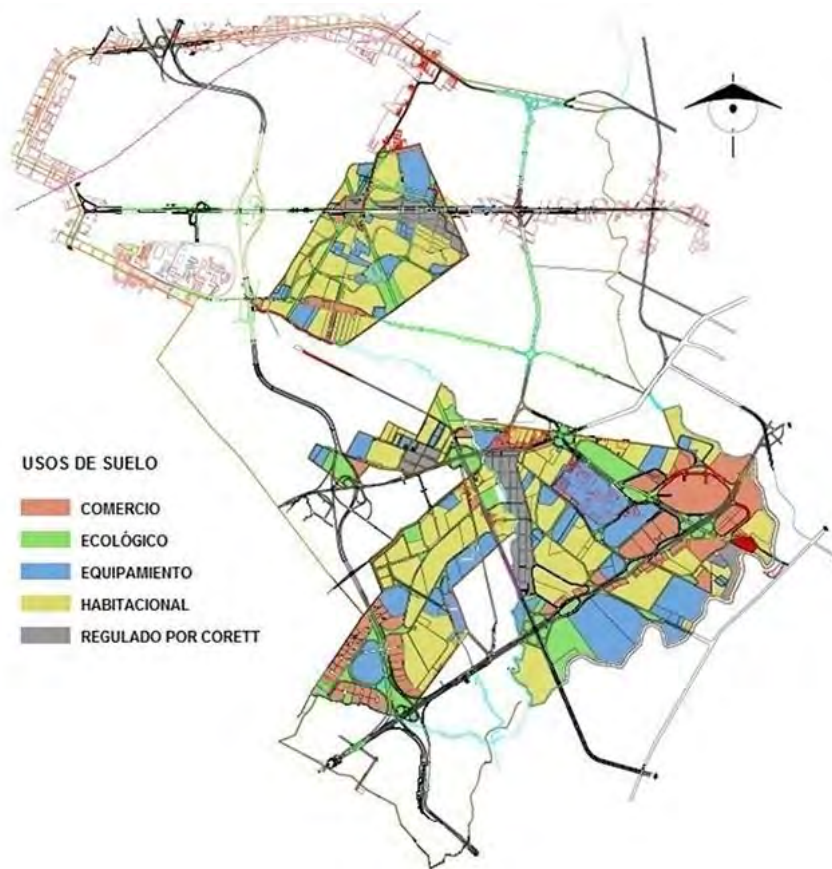 USOS DE SUELO
COMERCIO
ECOLÓGICO
EQUIPAMIENTO
HABITACIONAL
REGULADO POR CORETT